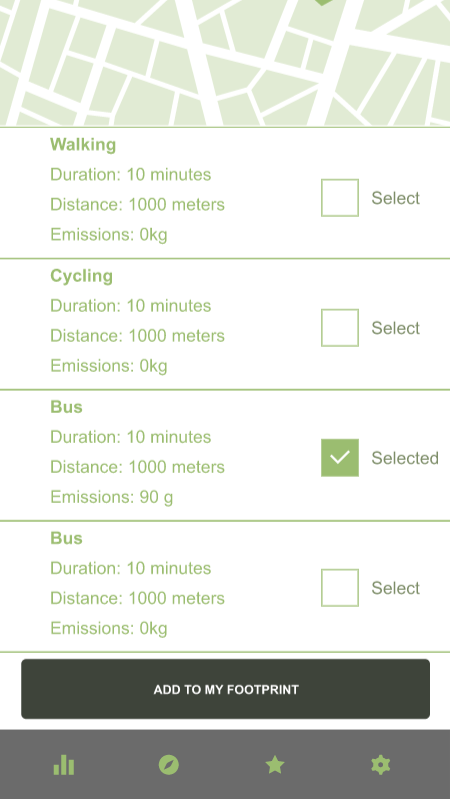 Walking
Duration: 10 minutes
Distance: 1000 meters
Emissions: 0kg
Select
Cycling
Duration: 10 minutes
Distance: 1000 meters
Emissions: 0kg
Select
Bus
Duration: 10 minutes
Distance: 1000 meters
Emissions: 90 g
Selected
Bus
Duration: 10 minutes
Distance: 1000 meters
Emissions: 0kg
Select
ADD TO MY FOOTPRINT